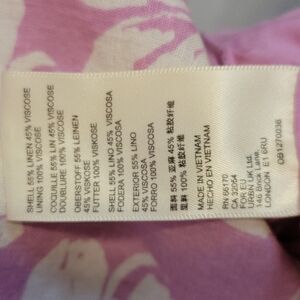 SHELL 55% LINEN 45% VISCOSE
LINING 100% VISCOSE
COQUILLE 55% LIN 45% VISCOSE
DOUBLURE 100% VISCOSE
OBERSTOFF 55% LEINEN
45% VISKOSE
FUTTER 100% VISKOSE
SHELL 55% LINO 45% VISCOSA
FODERA 100% VISCOSA
EXTERIOR 55% LINO
45% VISCOSA
FORRO 100% VISCOSA
面料 55% 亚麻 45% 粘胶纤维
里料 100% 粘胶纤维
MADE IN VIETNAM
HECHO EN VIETNAM
RN 66170
CA 22054
FOR EU:
URBN UK Ltd.
146 Brick Lane
LONDON E1 6RU
OB1270036